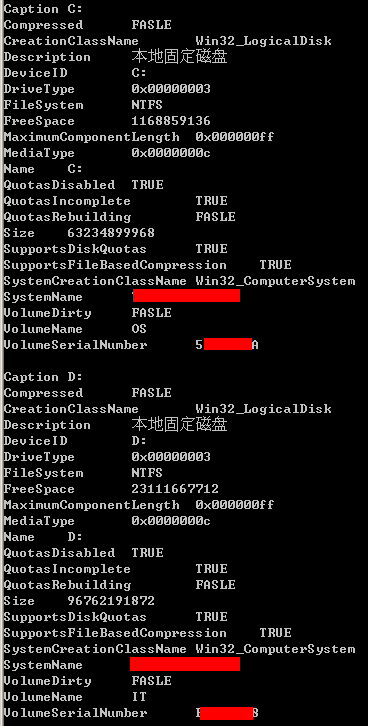 Caption C:
Compressed FASLE
CreationClassName Win32_LogicalDisk
Description 本地固定磁盘
DeviceID C:
DriveType 0x00000003
FileSystem NTFS
FreeSpace 1168859136
MaximumComponentLength 0x000000ff
MediaType 0x0000000c
Name C:
QuotasDisabled TRUE
QuotasIncomplete TRUE
QuotasRebuilding FASLE
Size 63234899968
SupportsDiskQuotas TRUE
SupportsFileBasedCompression TRUE
SystemCreationClassName Win32_ComputerSystem
SystemName
VolumeDirty FASLE
VolumeName OS
VolumeSerialNumber 5 A
Caption D:
Compressed FASLE
CreationClassName Win32_LogicalDisk
Description 本地固定磁盘
DeviceID D:
DriveType 0x00000003
FileSystem NTFS
FreeSpace 23111667712
MaximumComponentLength 0x000000ff
MediaType 0x0000000c
Name D:
QuotasDisabled TRUE
QuotasIncomplete TRUE
QuotasRebuilding FASLE
Size 96762191872
SupportsDiskQuotas TRUE
SupportsFileBasedCompression TRUE
SystemCreationClassName Win32_ComputerSystem
SystemName
VolumeDirty FASLE
VolumeName IT
VolumeSerialNumber 8